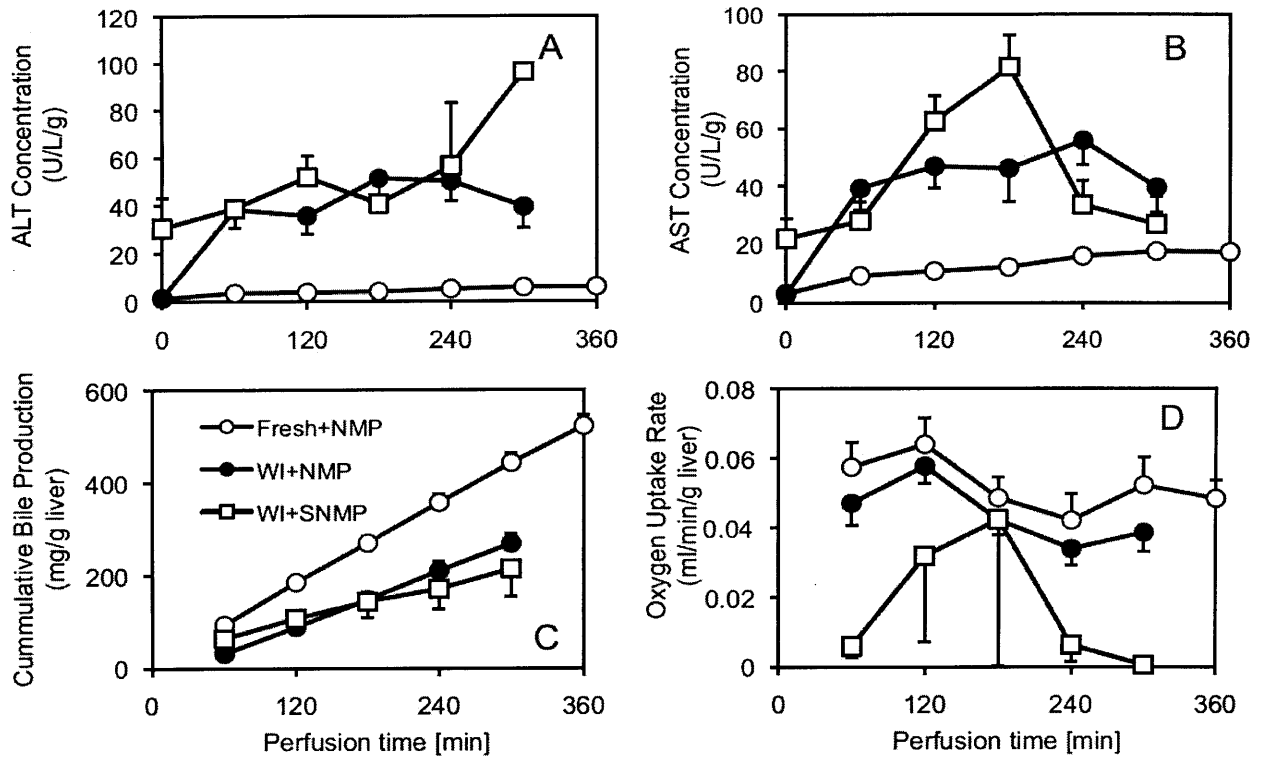 ALT Concentration
(U/L/g)
120
100
80
60
40
20
0
A
0
120
240
360
AST Concentration
(U/L/g)
100
80
60
40
20
0
B
0
120
240
360
Cummulative Bile Production
(mg/g liver)
600
400
200
0
Fresh+NMP
WI+NMP
WI+SNMP
C
0
120
240
360
Perfusion time [min]
Oxygen Uptake Rate
(ml/min/g liver)
0.08
0.06
0.04
0.02
0
D
0
120
240
360
Perfusion time [min]